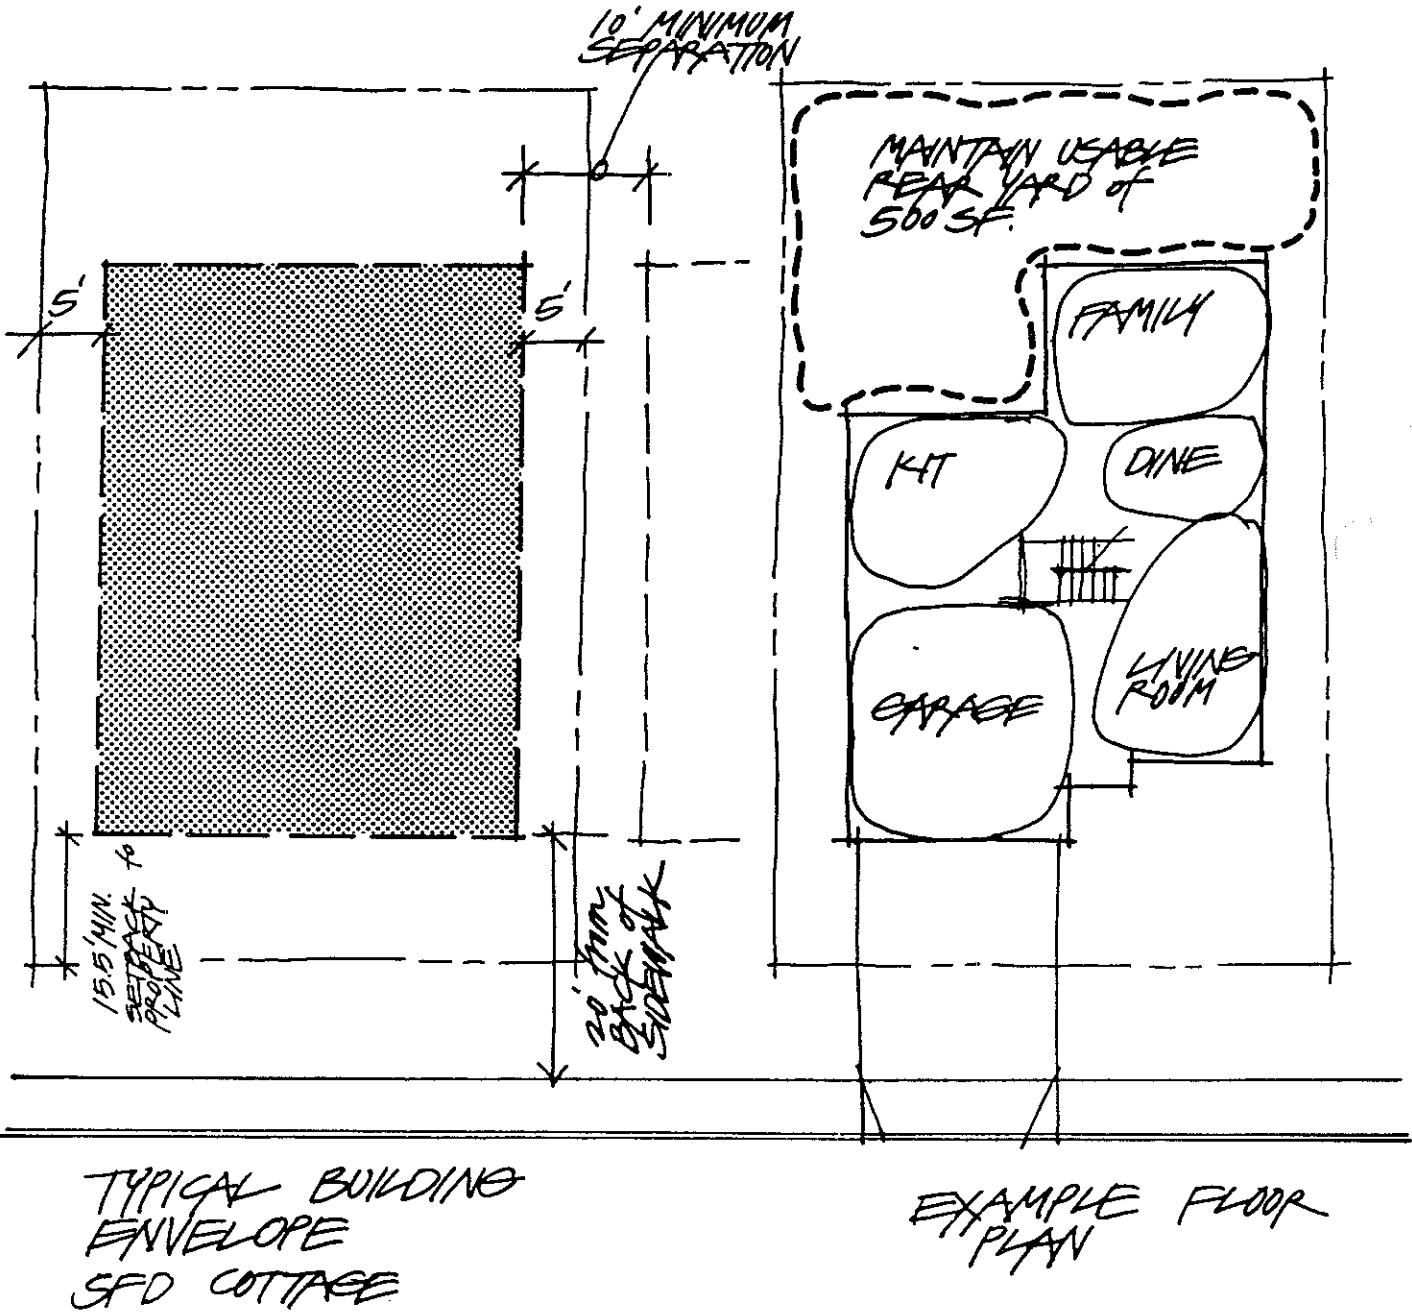 10' MINIMUM
SEPARATION
MAINTAIN USABLE
REAR YARD of
500 SF.
5'
5'
FAMILY
KIT
DINE
LIVING
ROOM
GARAGE
15.5' MIN.
SETBACK to
PROPERTY
LINE
20' min
BACK of
SIDEWALK
TYPICAL BUILDING
ENVELOPE
SFD COTTAGE
EXAMPLE FLOOR
PLAN